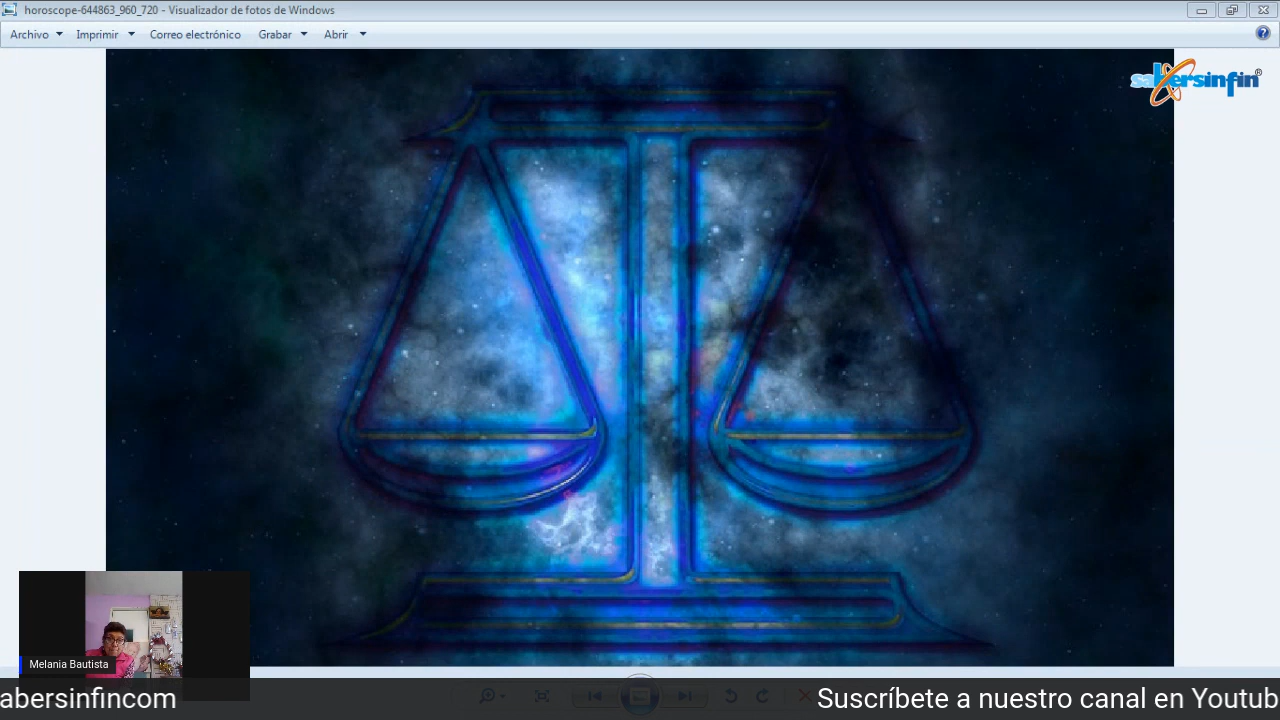 horoscope-644863_960_720 - Visualizador de fotos de Windows
Archivo Imprimir Correo electrónico Grabar Abrir
sabersinfin®
Melania Bautista
abersinfincom Suscríbete a nuestro canal en Youtub